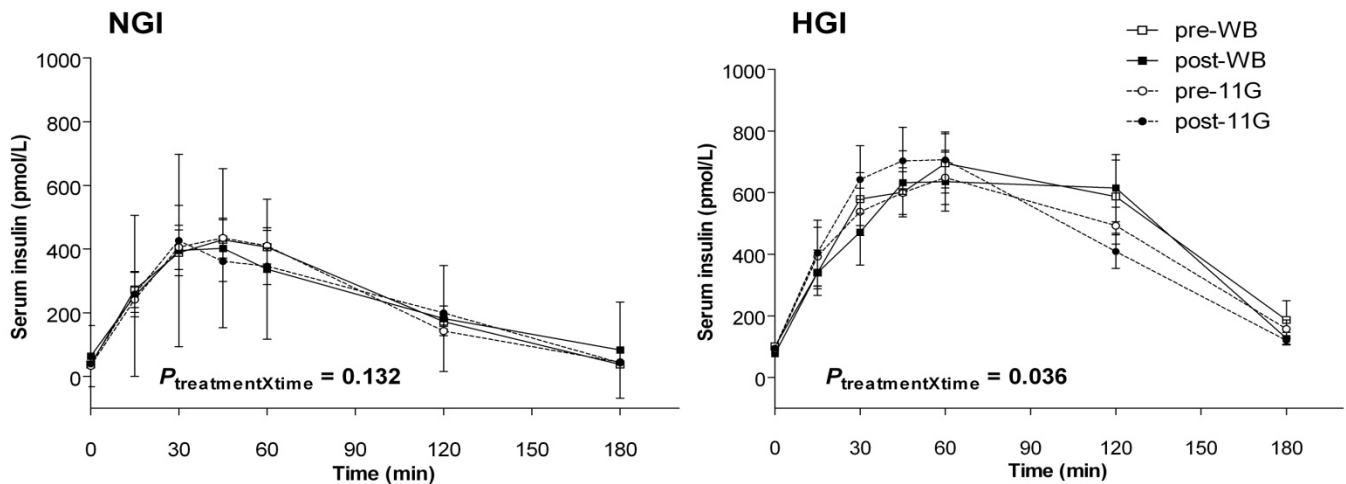 NGI
1000
800
600
400
200
0
Serum insulin (pmol/L)
P treatmentXtime = 0.132
0 30 60 90 120 150 180
Time (min)
HGI
1000
800
600
400
200
0
Serum insulin (pmol/L)
pre-WB
post-WB
pre-11G
post-11G
P treatmentXtime = 0.036
0 30 60 90 120 150 180
Time (min)